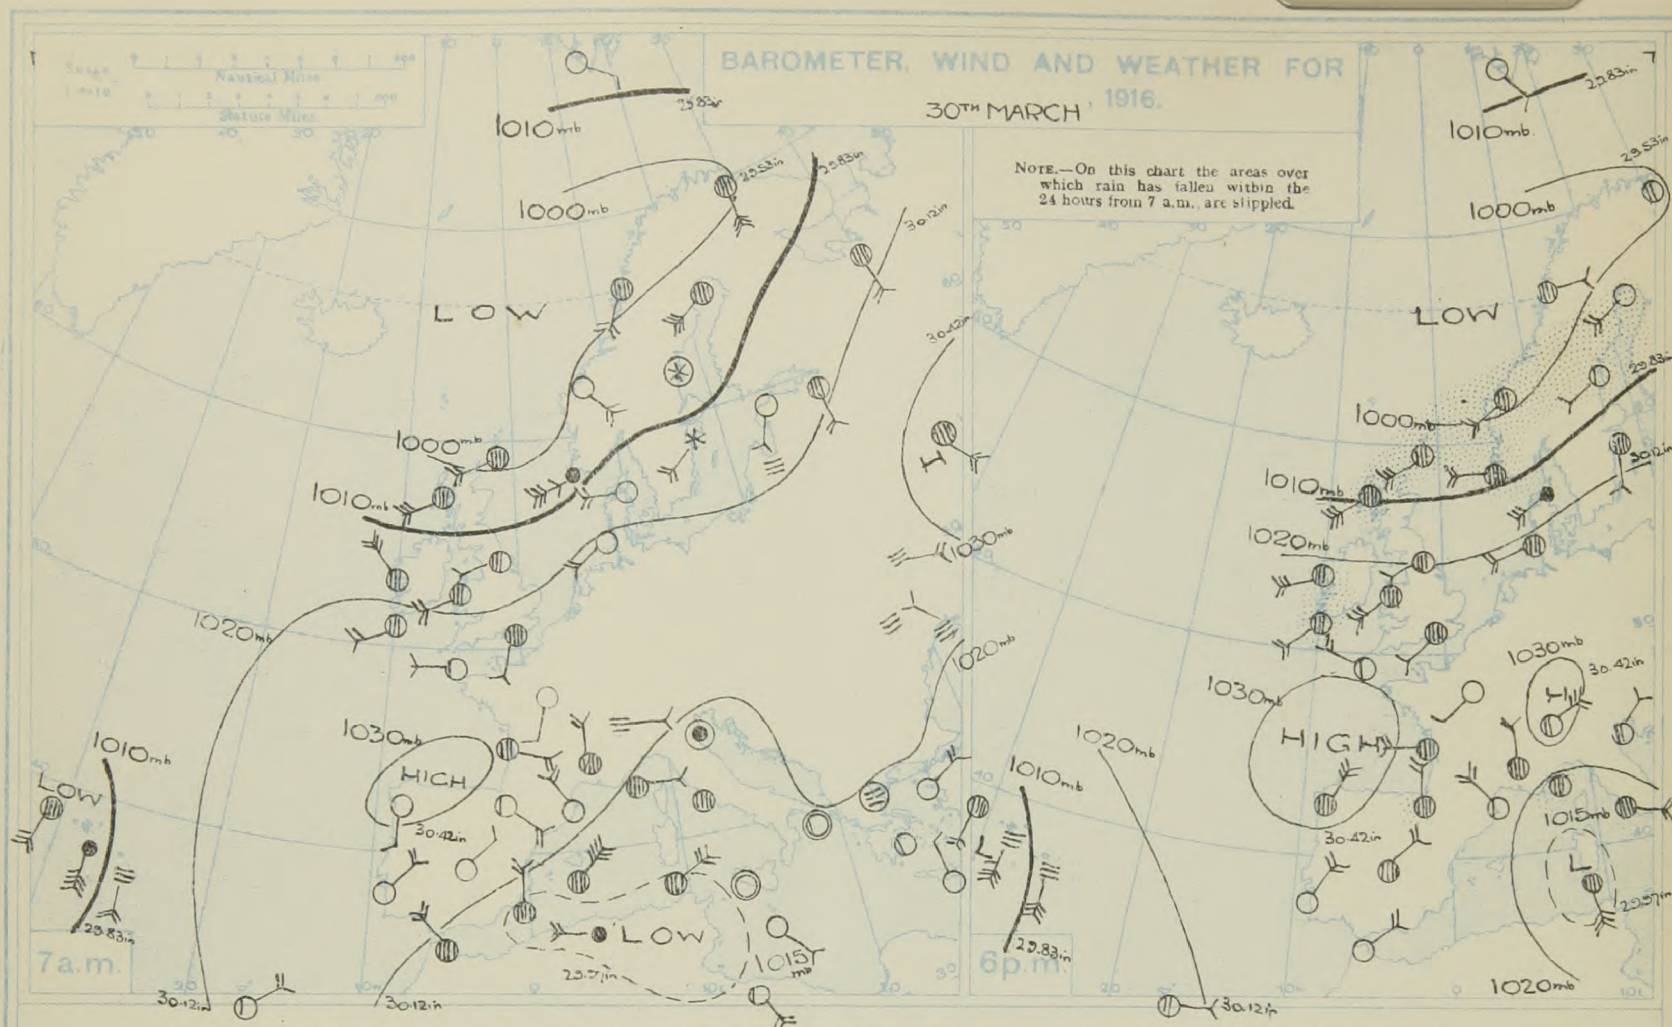 7
Nautical Miles
Statute Miles
BAROMETER, WIND AND WEATHER FOR
30TH MARCH , 1916.
NOTE.—On this chart the areas over
which rain has fallen within the
24 hours from 7 a.m., are stippled.
1010mb
29.83in
1000mb
29.53in
29.83in
30.12in
LOW
30.42in
1000mb
1010mb
H
1030mb
1020mb
1020mb
1010mb
LOW
1030mb
HIGH
30.42in
L
29.83in
LOW
29.97in
1015mb
7a.m.
30.12in
30.12in
1010mb.
29.83in
29.53in
1000mb
LOW
29.83in
1000mb
1010mb
30.12in
1020mb
1030mb
30.42in
H
1030mb
HIGH
1020mb
1010mb
1015mb
30.42in
L
29.97in
29.83in
6p.m.
1020mb
30.12in